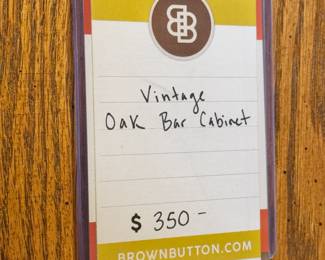 Vintage
Oak Bar Cabinet
$ 350-
BROWNBUTTON.COM